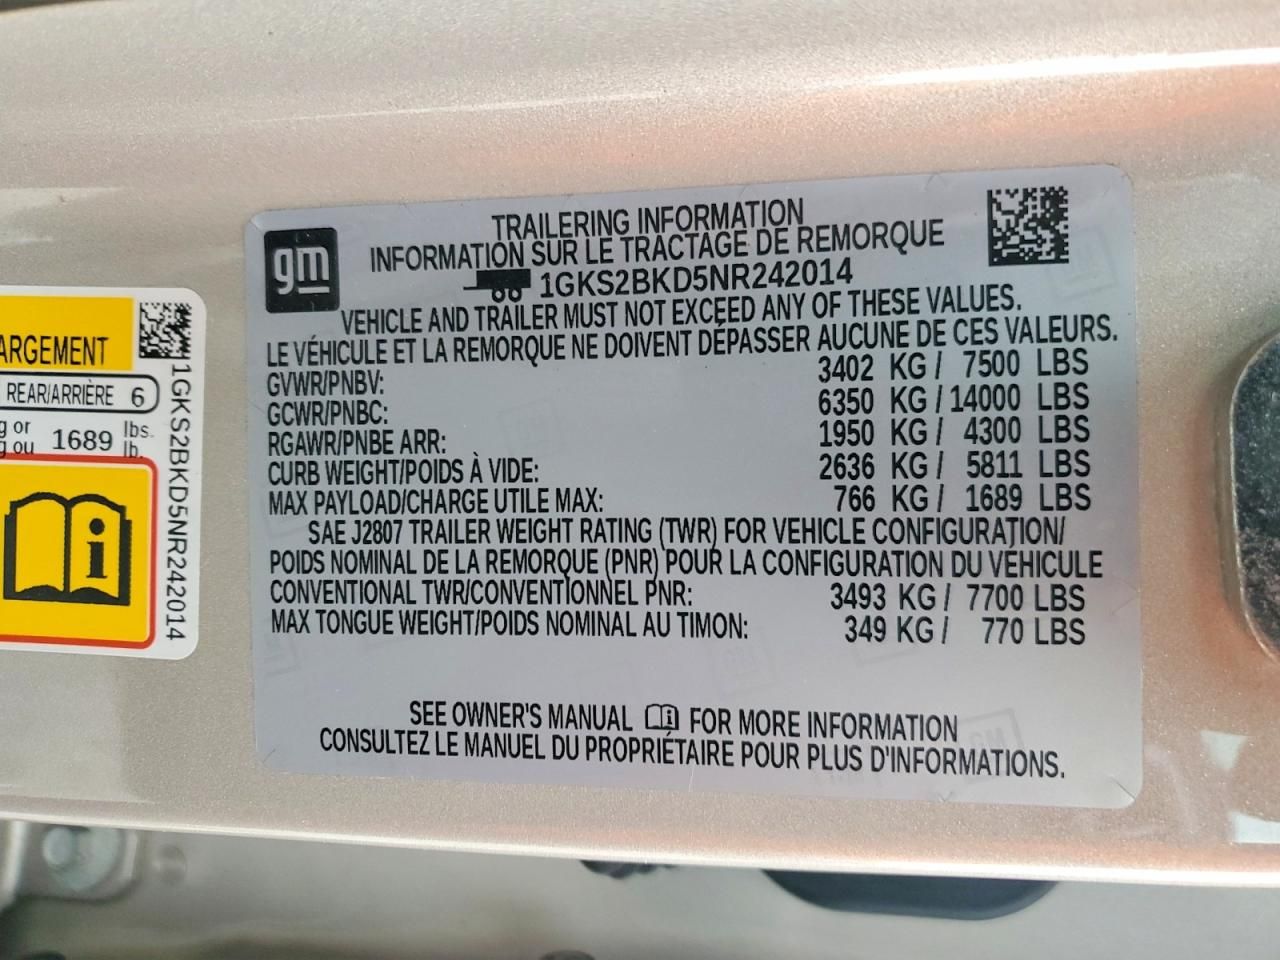 ARGEMENT
REAR/ARRIÈRE 6
g or
g ou 1689 lbs.
lb.
1GKS2BKD5NR242014
gm
TRAILERING INFORMATION
INFORMATION SUR LE TRACTAGE DE REMORQUE
1GKS2BKD5NR242014
VEHICLE AND TRAILER MUST NOT EXCEED ANY OF THESE VALUES.
LE VÉHICULE ET LA REMORQUE NE DOIVENT DÉPASSER AUCUNE DE CES VALEURS.
GVWR/PNBV: 3402 KG / 7500 LBS
GCWR/PNBC: 6350 KG / 14000 LBS
RGAWR/PNBE ARR: 1950 KG / 4300 LBS
CURB WEIGHT/POIDS À VIDE: 2636 KG / 5811 LBS
MAX PAYLOAD/CHARGE UTILE MAX: 766 KG / 1689 LBS
SAE J2807 TRAILER WEIGHT RATING (TWR) FOR VEHICLE CONFIGURATION/
POIDS NOMINAL DE LA REMORQUE (PNR) POUR LA CONFIGURATION DU VÉHICULE
CONVENTIONAL TWR/CONVENTIONNEL PNR: 3493 KG / 7700 LBS
MAX TONGUE WEIGHT/POIDS NOMINAL AU TIMON: 349 KG / 770 LBS
SEE OWNER'S MANUAL FOR MORE INFORMATION
CONSULTEZ LE MANUEL DU PROPRIÉTAIRE POUR PLUS D'INFORMATIONS.